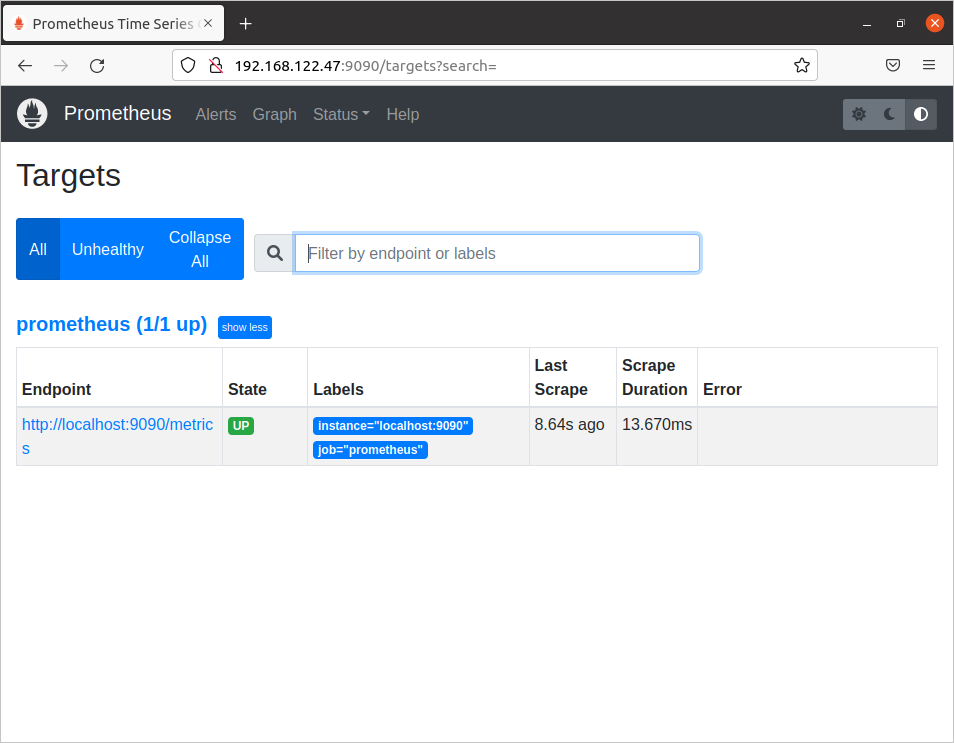 Prometheus Time Series
192.168.122.47:9090/targets?search=
Prometheus Alerts Graph Status Help
Targets
All Unhealthy Collapse All
Filter by endpoint or labels
prometheus (1/1 up) show less
Endpoint State Labels Last Scrape Scrape Duration Error
http://localhost:9090/metrics UP instance="localhost:9090" 8.64s ago 13.670ms
job="prometheus"